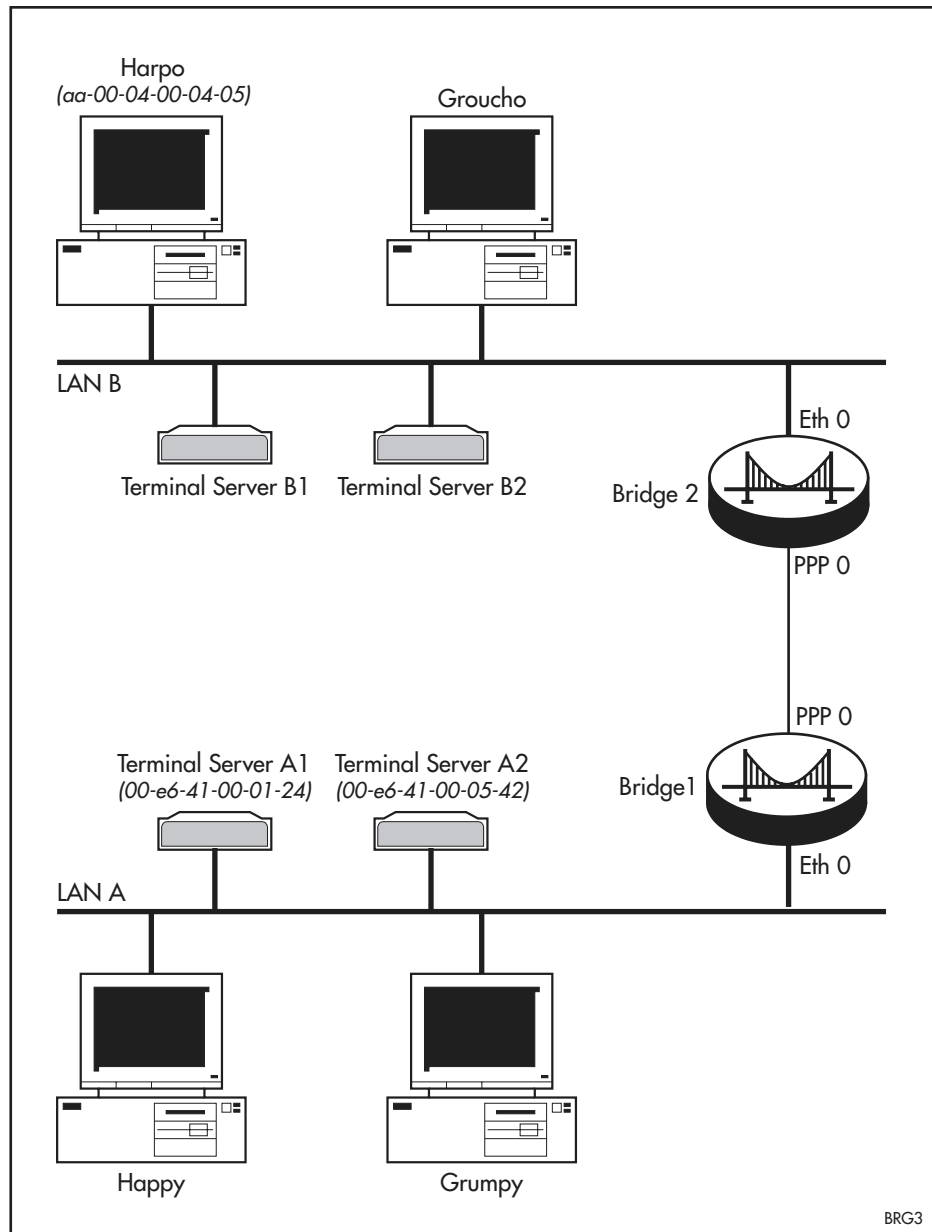 Harpo
(aa-00-04-00-04-05)
Groucho
LAN B
Eth 0
Terminal Server B1
Terminal Server B2
Bridge 2
PPP 0
PPP 0
Terminal Server A1
(00-e6-41-00-01-24)
Terminal Server A2
(00-e6-41-00-05-42)
Bridge1
Eth 0
LAN A
Happy
Grumpy
BRG3